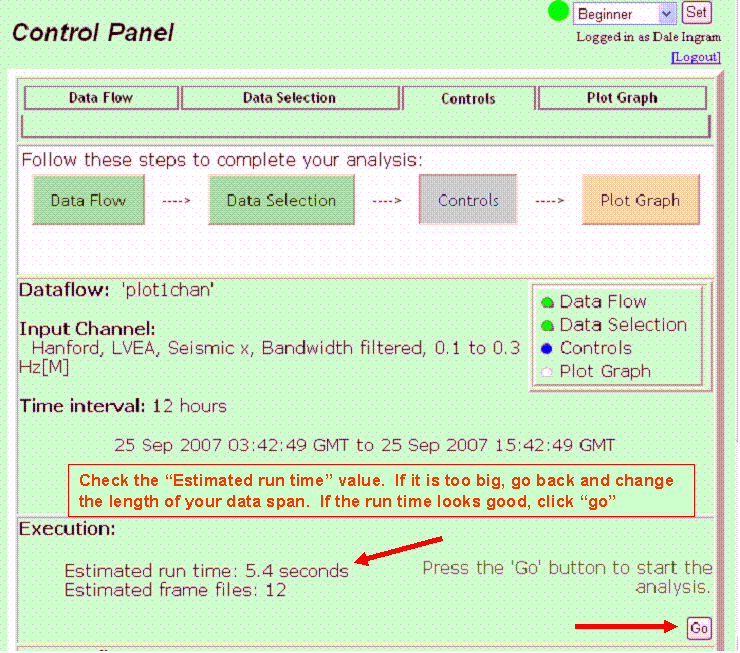 Control Panel
Beginner
Set
Logged in as Dale Ingram
[Logout]
Data Flow
Data Selection
Controls
Plot Graph
Follow these steps to complete your analysis:
Data Flow ----> Data Selection ----> Controls ----> Plot Graph
Dataflow: 'plot1chan'
Input Channel:
Hanford, LVEA, Seismic x, Bandwidth filtered, 0.1 to 0.3
Hz[M]
Data Flow
Data Selection
Controls
Plot Graph
Time interval: 12 hours
25 Sep 2007 03:42:49 GMT to 25 Sep 2007 15:42:49 GMT
Check the “Estimated run time” value. If it is too big, go back and change
the length of your data span. If the run time looks good, click “go”
Execution:
Estimated run time: 5.4 seconds
Estimated frame files: 12
Press the 'Go' button to start the
analysis.
Go